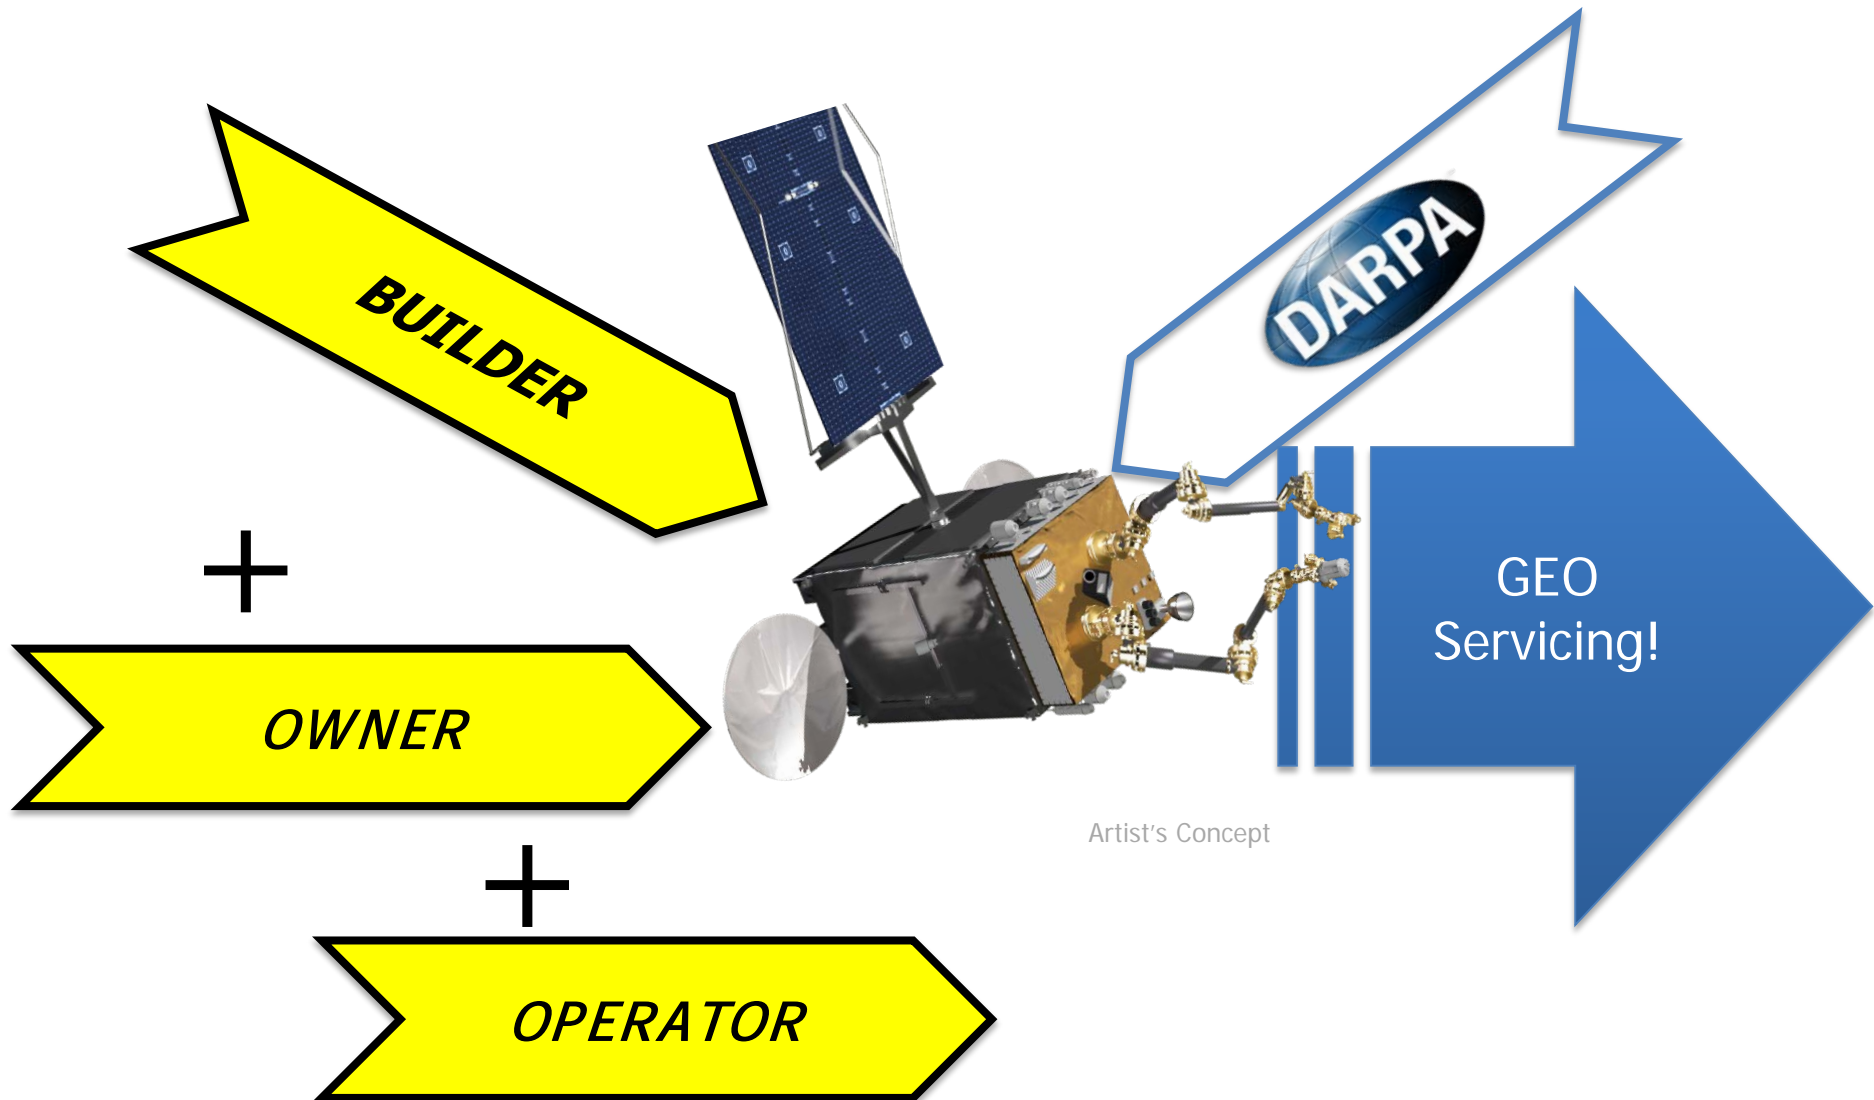 BUILDER
DARPA
+
GEO
Servicing!
OWNER
Artist's Concept
+
OPERATOR